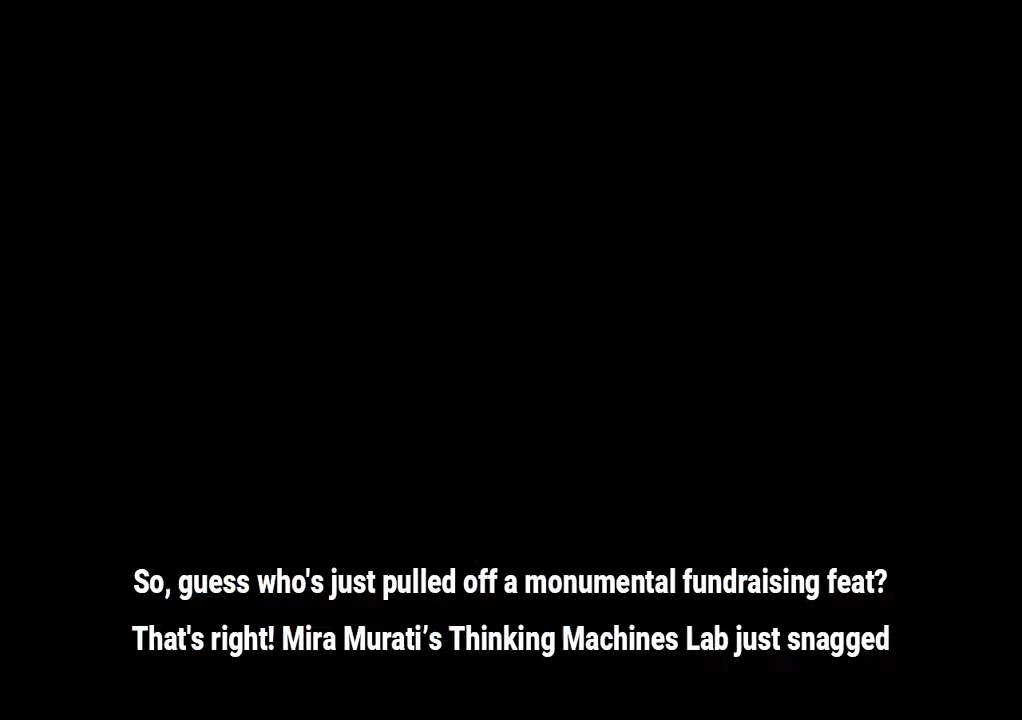 So, guess who's just pulled off a monumental fundraising feat?
That's right! Mira Murati’s Thinking Machines Lab just snagged